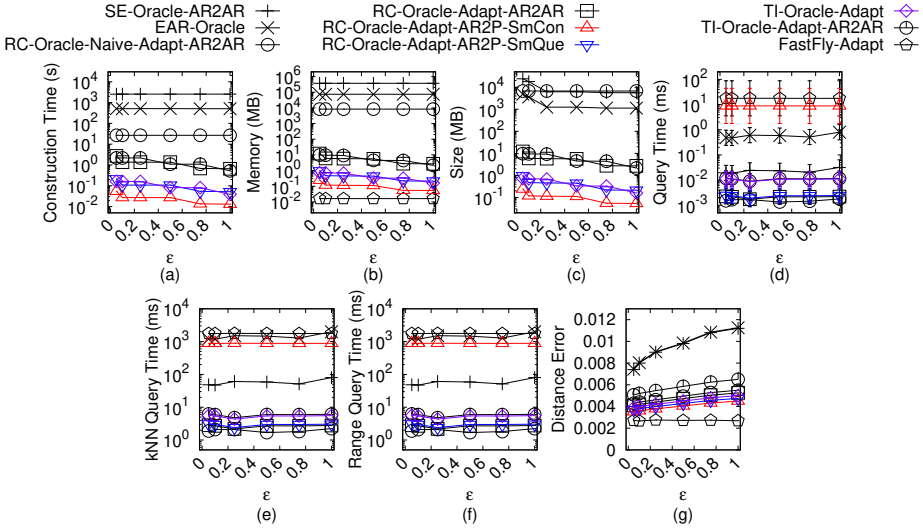 SE-Oracle-AR2AR
EAR-Oracle
RC-Oracle-Naive-Adapt-AR2AR
RC-Oracle-Adapt-AR2AR
RC-Oracle-Adapt-AR2P-SmCon
RC-Oracle-Adapt-AR2P-SmQue
TI-Oracle-Adapt
TI-Oracle-Adapt-AR2AR
FastFly-Adapt
Construction Time (s)
10^4
10^3
10^2
10^1
10^0
10^-1
10^-2
0 0.2 0.4 0.6 0.8 1
ε
(a)
Memory (MB)
10^6
10^5
10^4
10^3
10^2
10^1
10^0
10^-1
10^-2
0 0.2 0.4 0.6 0.8 1
ε
(b)
Size (MB)
10^4
10^3
10^2
10^1
10^0
10^-1
0 0.2 0.4 0.6 0.8 1
ε
(c)
Query Time (ms)
10^2
10^1
10^0
10^-1
10^-2
10^-3
0 0.2 0.4 0.6 0.8 1
ε
(d)
kNN Query Time (ms)
10^4
10^3
10^2
10^1
10^0
0 0.2 0.4 0.6 0.8 1
ε
(e)
Range Query Time (ms)
10^4
10^3
10^2
10^1
10^0
0 0.2 0.4 0.6 0.8 1
ε
(f)
Distance Error
0.012
0.01
0.008
0.006
0.004
0.002
0
0 0.2 0.4 0.6 0.8 1
ε
(g)